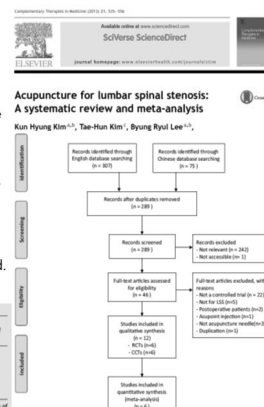 Complementary Therapies in Medicine (2013) 21, 535—556
Available online at www.sciencedirect.com
SciVerse ScienceDirect
ELSEVIER
journal homepage: www.elsevierhealth.com/journals/ctim
Acupuncture for lumbar spinal stenosis:
A systematic review and meta-analysis
Kun Hyung Kim a,b, Tae-Hun Kim c, Byung Ryul Lee a,b,
Identification
Records identified through
English database searching
(n = 307)
Records identified through
Chinese database searching
(n = 75 )
Records after duplicates removed
(n = 289 )
Screening
Records screened
(n = 289 )
Records excluded
- Not relevant (n = 242)
- Not accessible (n= 1)
Eligibility
Full-text articles assessed
for eligibility
(n = 46 )
Full-text articles excluded, with
reasons
- Not a controlled trial (n = 22)
- Not for LSS (n=5)
- Postoperative patients (n=2)
- Acupoint injection (n=1)
- Not acupuncture needle(n=3)
- Duplication (n=1)
Studies included in
qualitative synthesis
(n = 12)
- RCTs (n=6)
- CCTs (n=6)
Included
Studies included in
quantitative synthesis
(meta-analysis)
(n = 6 )